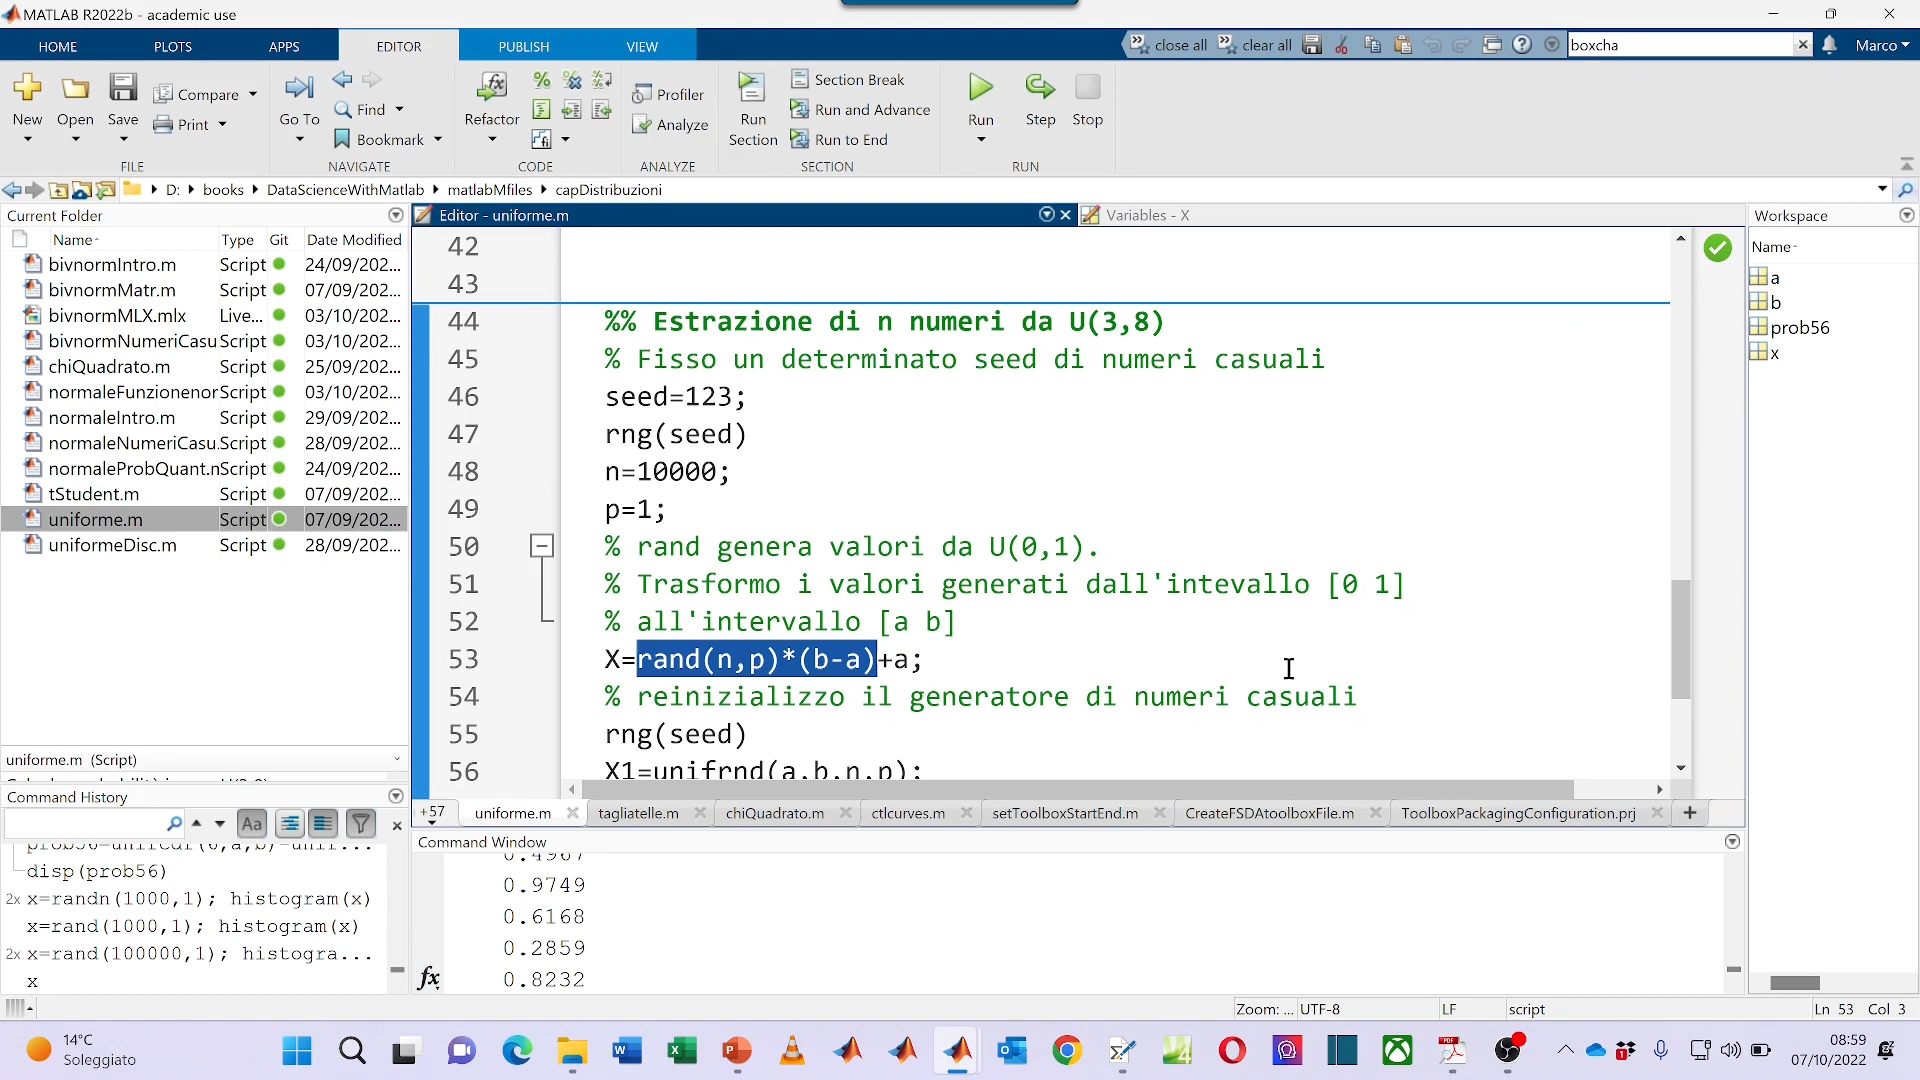 MATLAB R2022b - academic use
HOME PLOTS APPS EDITOR PUBLISH VIEW
close all clear all boxcha Marco
New Open Save Compare Print
Go To Find Bookmark
Refactor
Profiler Analyze
Run Section Section Break Run and Advance Run to End
Run Step Stop
FILE NAVIGATE CODE ANALYZE SECTION RUN
D: books DataScienceWithMatlab matlabMfiles capDistribuzioni
Current Folder
Name Type Git Date Modified
bivnormIntro.m Script 24/09/202...
bivnormMatr.m Script 07/09/202...
bivnormMLX.mlx Live... 03/10/202...
bivnormNumeriCasu Script 03/10/202...
chiQuadrato.m Script 25/09/202...
normaleFunzionenor Script 03/10/202...
normaleIntro.m Script 29/09/202...
normaleNumeriCasu. Script 28/09/202...
normaleProbQuant.n Script 24/09/202...
tStudent.m Script 07/09/202...
uniforme.m Script 07/09/202...
uniformeDisc.m Script 28/09/202...
uniforme.m (Script)
Command History
Aa
disp(prob56)
2x x=randn(1000,1); histogram(x)
x=rand(1000,1); histogram(x)
2x x=rand(100000,1); histogra...
x
Editor - uniforme.m
Variables - X
42
43
44 %% Estrazione di n numeri da U(3,8)
45 % Fisso un determinato seed di numeri casuali
46 seed=123;
47 rng(seed)
48 n=10000;
49 p=1;
50 % rand genera valori da U(0,1).
51 % Trasformo i valori generati dall'intevallo [0 1]
52 % all'intervallo [a b]
53 X=rand(n,p)*(b-a)+a;
54 % reinizializzo il generatore di numeri casuali
55 rng(seed)
56 X1=unifrnd(a,b,n,p);
+57 uniforme.m tagliatelle.m chiQuadrato.m ctlcurves.m setToolboxStartEnd.m CreateFSDAtoolboxFile.m ToolboxPackagingConfiguration.prj
Command Window
0.4967
0.9749
0.6168
0.2859
0.8232
fx
Workspace
Name
a
b
prob56
x
Zoom: ... UTF-8 LF script Ln 53 Col 3
14°C
Soleggiato
08:59
07/10/2022